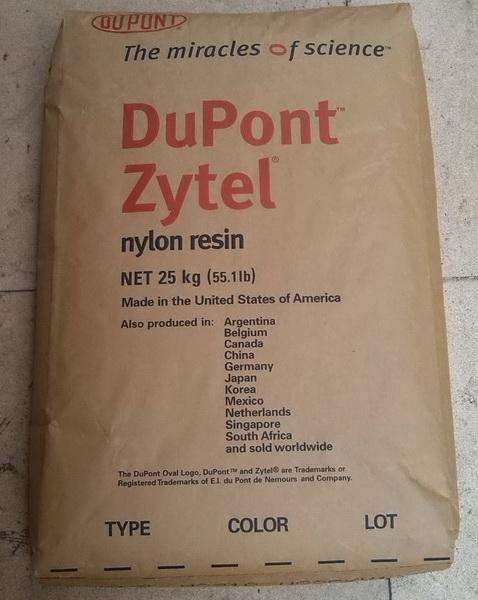 DUPONT
The miracles of science™
DuPont™
Zytel®
nylon resin
NET 25 kg (55.1lb)
Made in the United States of America
Also produced in: Argentina
Belgium
Canada
China
Germany
Japan
Korea
Mexico
Netherlands
Singapore
South Africa
and sold worldwide
The DuPont Oval Logo, DuPont™ and Zytel® are Trademarks or
Registered Trademarks of E.I. du Pont de Nemours and Company.
TYPE COLOR LOT